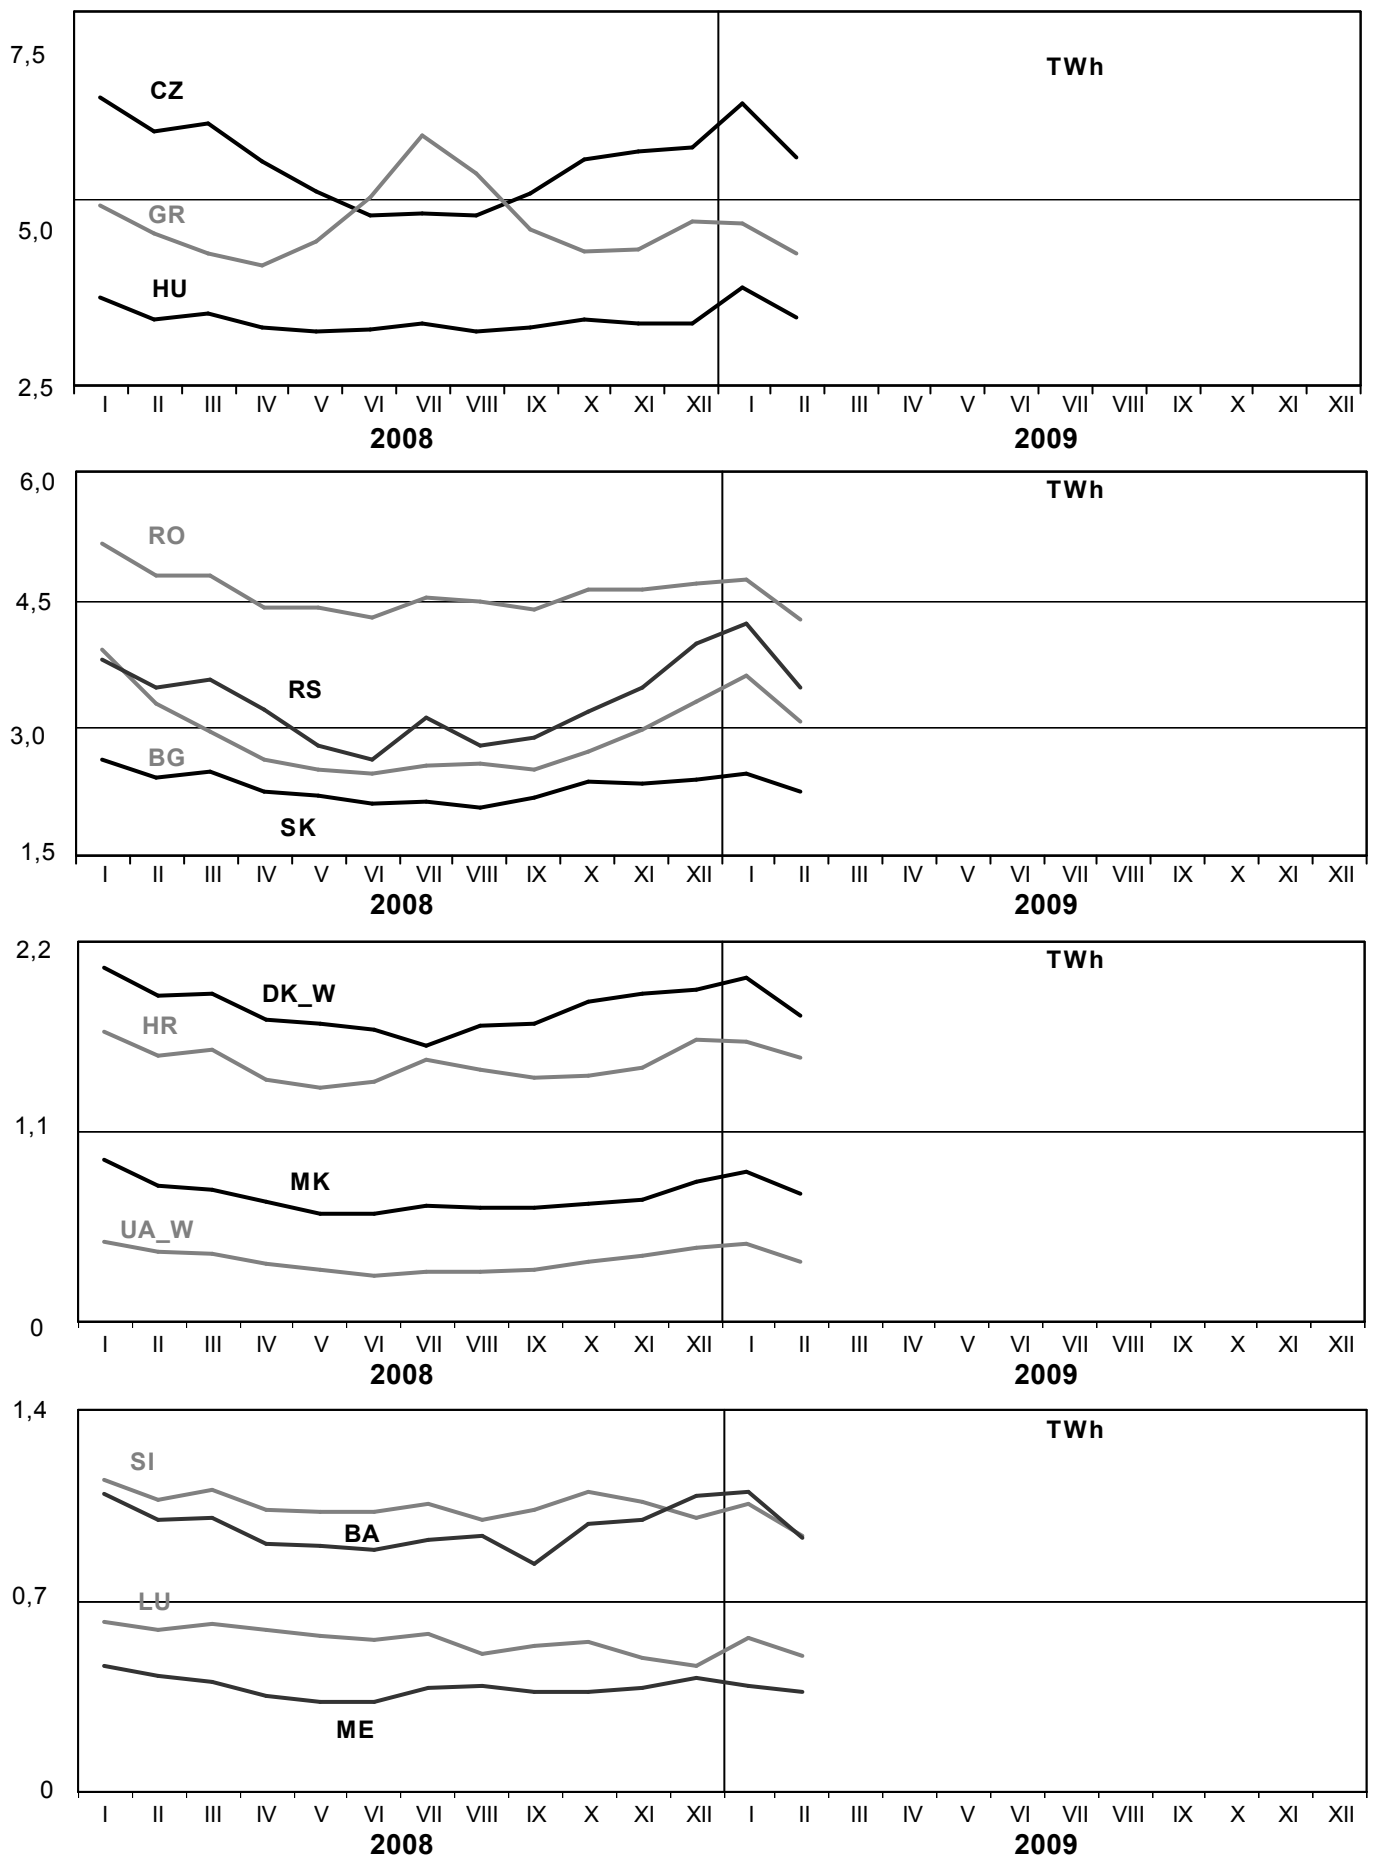 7,5
TWh
CZ
GR
5,0
HU
2,5
I II III IV V VI VII VIII IX X XI XII I II III IV V VI VII VIII IX X XI XII
2008 2009
6,0
TWh
RO
4,5
RS
3,0
BG
SK
1,5
I II III IV V VI VII VIII IX X XI XII I II III IV V VI VII VIII IX X XI XII
2008 2009
2,2
TWh
DK_W
HR
1,1
MK
UA_W
0
I II III IV V VI VII VIII IX X XI XII I II III IV V VI VII VIII IX X XI XII
2008 2009
1,4
TWh
SI
BA
0,7
LU
ME
0
I II III IV V VI VII VIII IX X XI XII I II III IV V VI VII VIII IX X XI XII
2008 2009